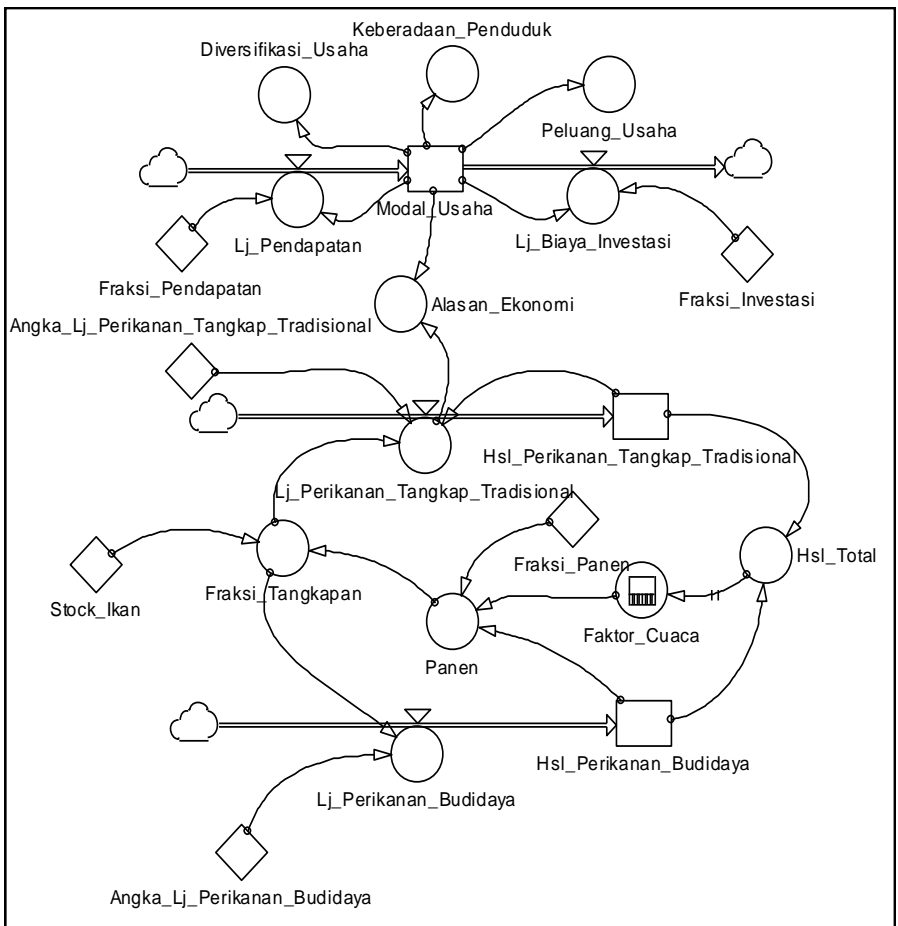 Keberadaan_Penduduk
Diversifikasi_Usaha
Peluang_Usaha
Modal_Usaha
Lj_Pendapatan
Lj_Biaya_Investasi
Fraksi_Pendapatan
Fraksi_Investasi
Alasan_Ekonomi
Angka_Lj_Perikanan_Tangkap_Tradisional
Hsl_Perikanan_Tangkap_Tradisional
Lj_Perikanan_Tangkap_Tradisional
Fraksi_Panen
Hsl_Total
Fraksi_Tangkapan
Stock_Ikan
Faktor_Cuaca
Panen
Hsl_Perikanan_Budidaya
Lj_Perikanan_Budidaya
Angka_Lj_Perikanan_Budidaya